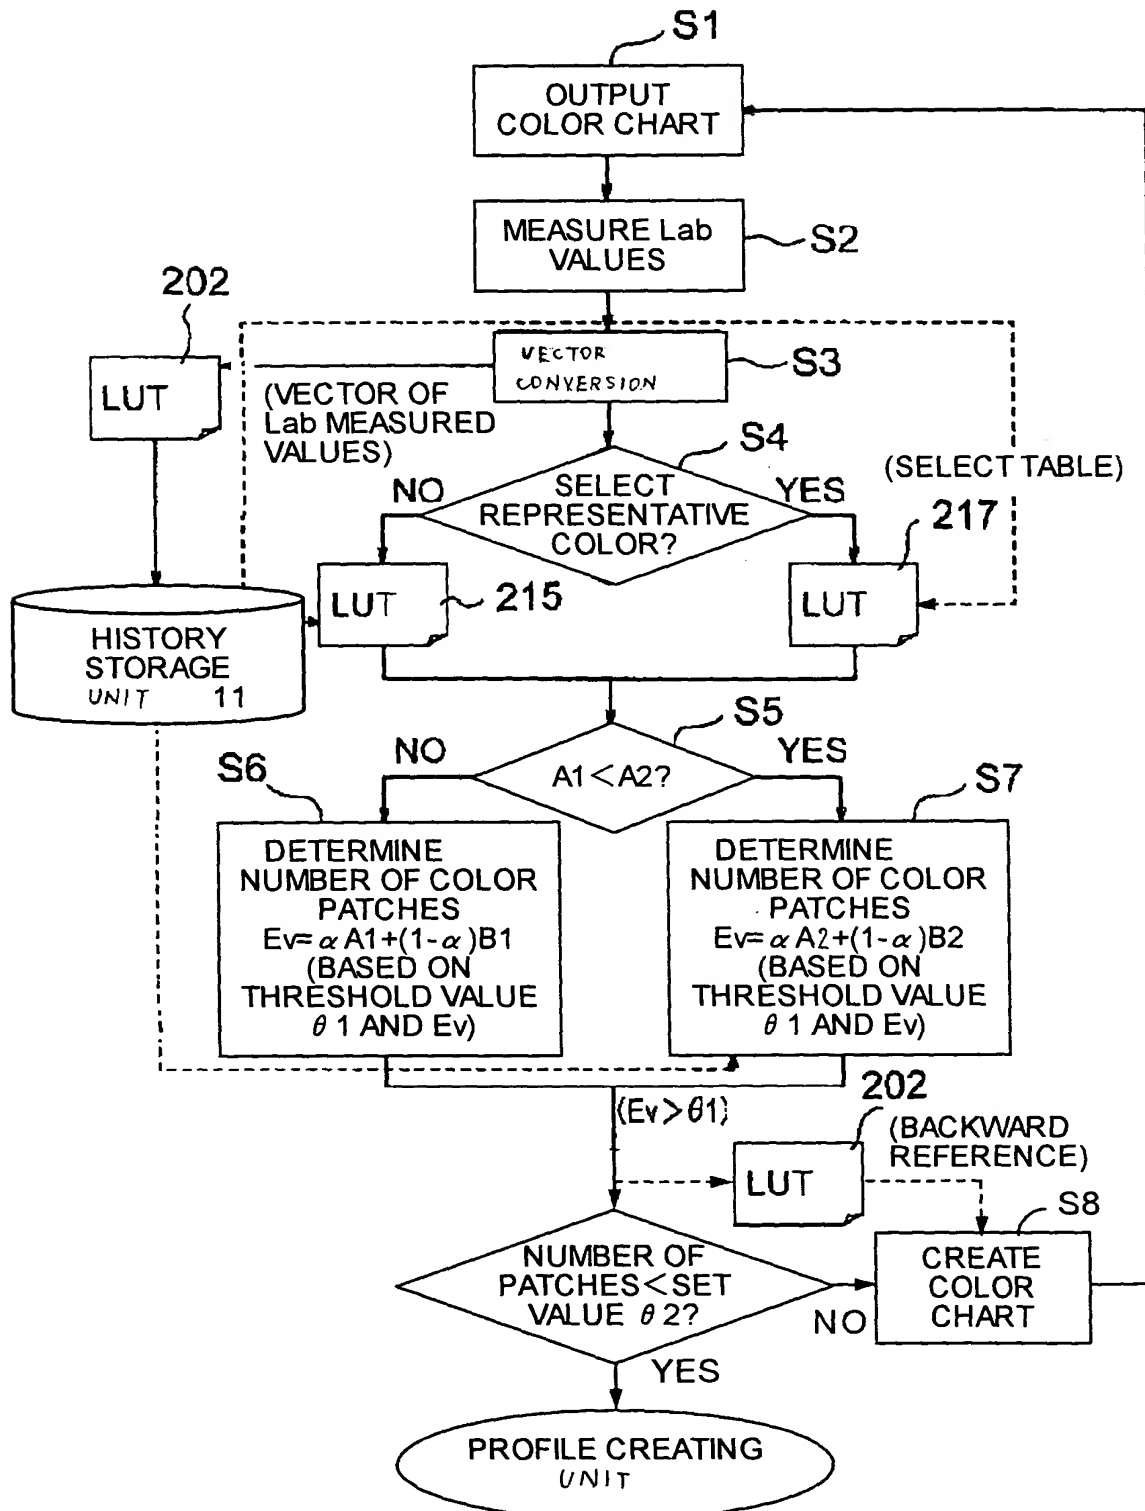 S1
OUTPUT
COLOR CHART
MEASURE Lab
VALUES
S2
202
LUT
VECTOR
CONVERSION
S3
(VECTOR OF
Lab MEASURED
VALUES)
S4
(SELECT TABLE)
NO
SELECT
REPRESENTATIVE
COLOR?
YES
217
LUT
215
LUT
HISTORY
STORAGE
UNIT 11
S5
NO
A1<A2?
YES
S6
S7
DETERMINE
NUMBER OF COLOR
PATCHES
Ev=αA1+(1-α)B1
(BASED ON
THRESHOLD VALUE
θ1 AND Ev)
DETERMINE
NUMBER OF COLOR
PATCHES
Ev=αA2+(1-α)B2
(BASED ON
THRESHOLD VALUE
θ1 AND Ev)
(Ev>θ1)
202
(BACKWARD
REFERENCE)
LUT
S8
NUMBER OF
PATCHES<SET
VALUE θ2?
NO
CREATE
COLOR
CHART
YES
PROFILE CREATING
UNIT